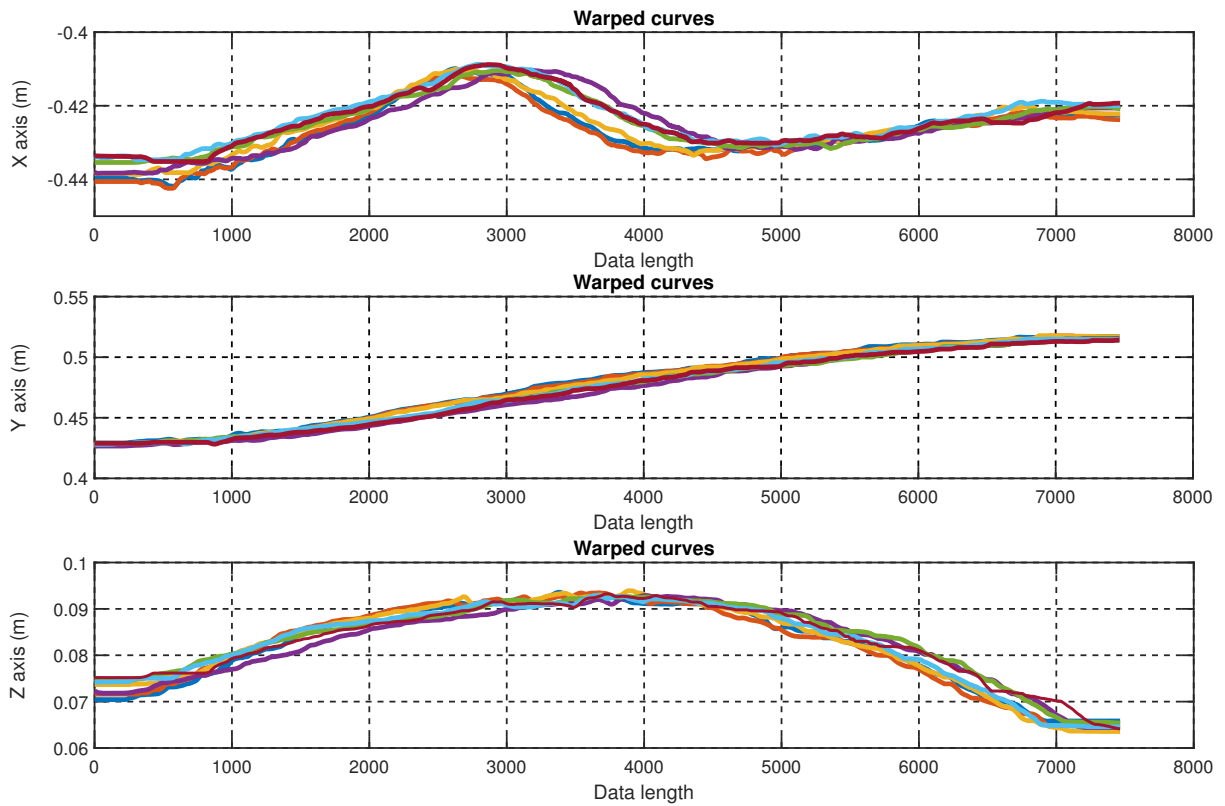 Warped curves
-0.4
-0.42
-0.44
X axis (m)
0 1000 2000 3000 4000 5000 6000 7000 8000
Data length
Warped curves
0.55
0.5
0.45
0.4
Y axis (m)
0 1000 2000 3000 4000 5000 6000 7000 8000
Data length
Warped curves
0.1
0.09
0.08
0.07
0.06
Z axis (m)
0 1000 2000 3000 4000 5000 6000 7000 8000
Data length